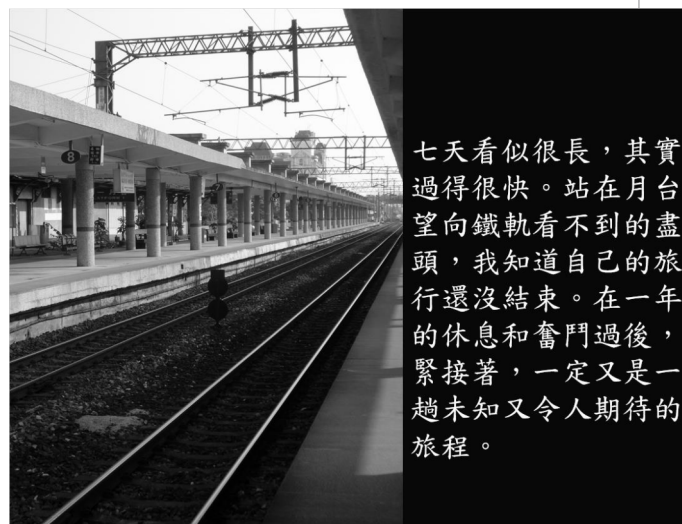 8
七天看似很長，其實
過得很快。站在月台
望向鐵軌看不到的盡
頭，我知道自己的旅
行還沒結束。在一年
的休息和奮鬥過後，
緊接著，一定又是一
趟未知又令人期待的
旅程。